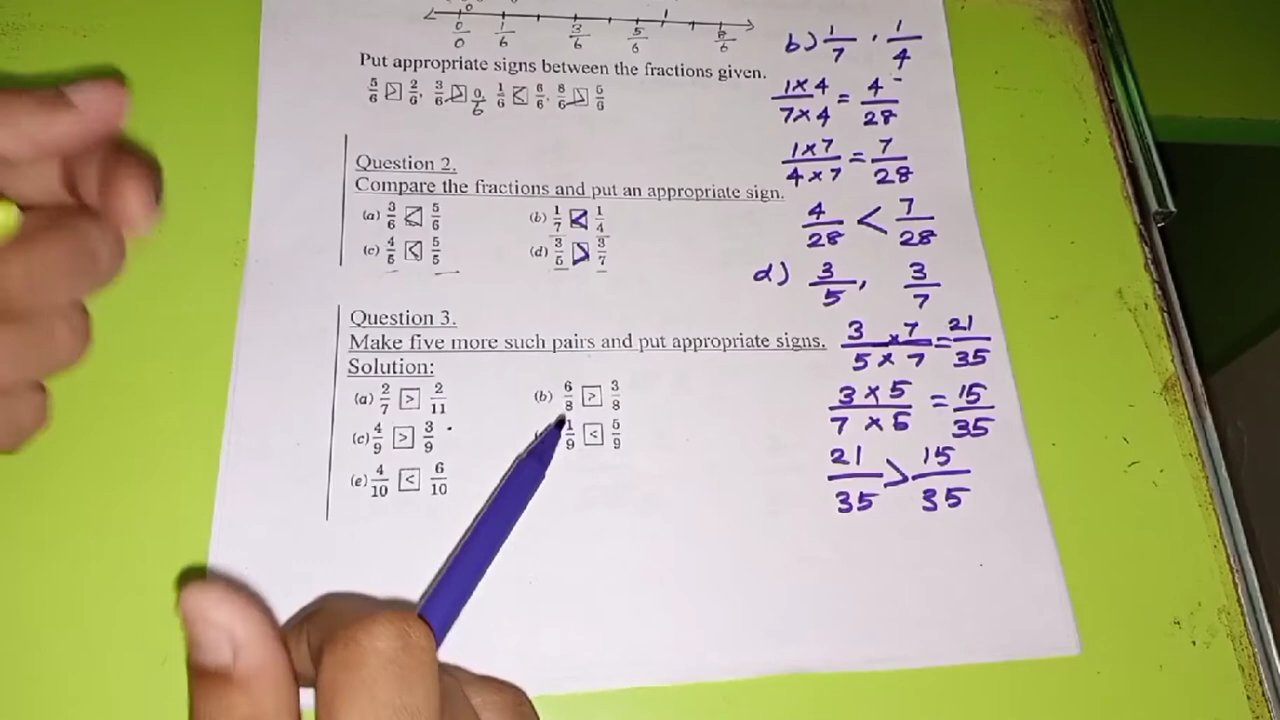 0 1
0/0 1/6 3/6 5/6 8/6
Put appropriate signs between the fractions given.
5/6 > 2/6, 3/6 > 0/6 1/6 < 6/6, 8/6 > 5/6
Question 2.
Compare the fractions and put an appropriate sign.
(a) 3/6 < 5/6 (b) 1/7 < 1/4
(c) 4/5 < 5/5 (d) 3/5 > 3/7
Question 3.
Make five more such pairs and put appropriate signs.
Solution:
(a) 2/7 > 2/11 (b) 6/8 > 3/8
(c) 4/9 > 3/9 1/9 < 5/9
(e) 4/10 < 6/10
b) 1/7, 1/4
1×4/7×4 = 4/28
1×7/4×7 = 7/28
4/28 < 7/28
d) 3/5, 3/7
3×7/5×7 = 21/35
3×5/7×5 = 15/35
21/35 > 15/35